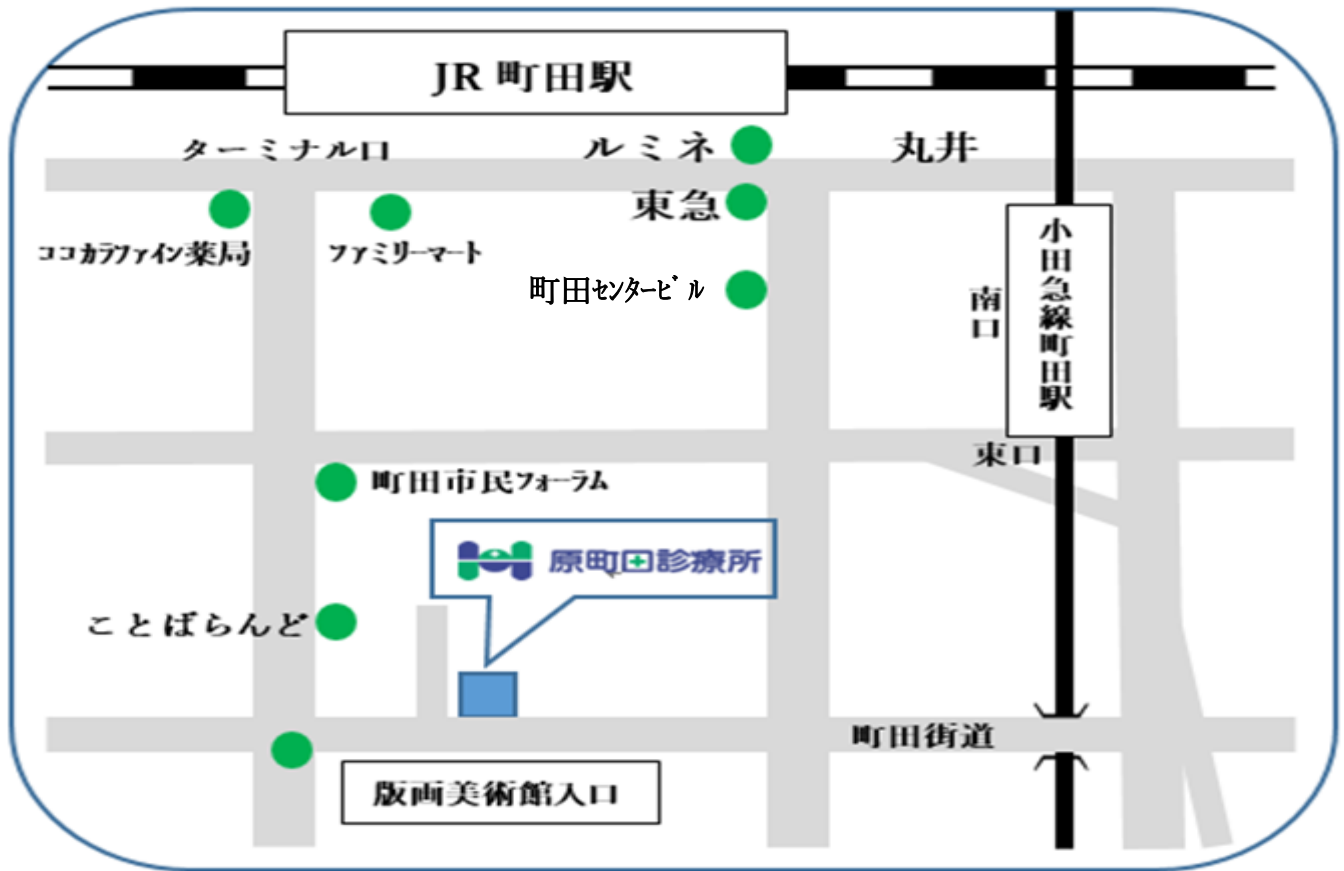 JR 町田駅
ターミナル口
ルミネ
丸井
東急
ココカラファイン薬局
ファミリーマート
町田センタービル
小田急線町田駅
南口
東口
町田市民フォーラム
原町田診療所
ことばらんど
町田街道
版画美術館入口